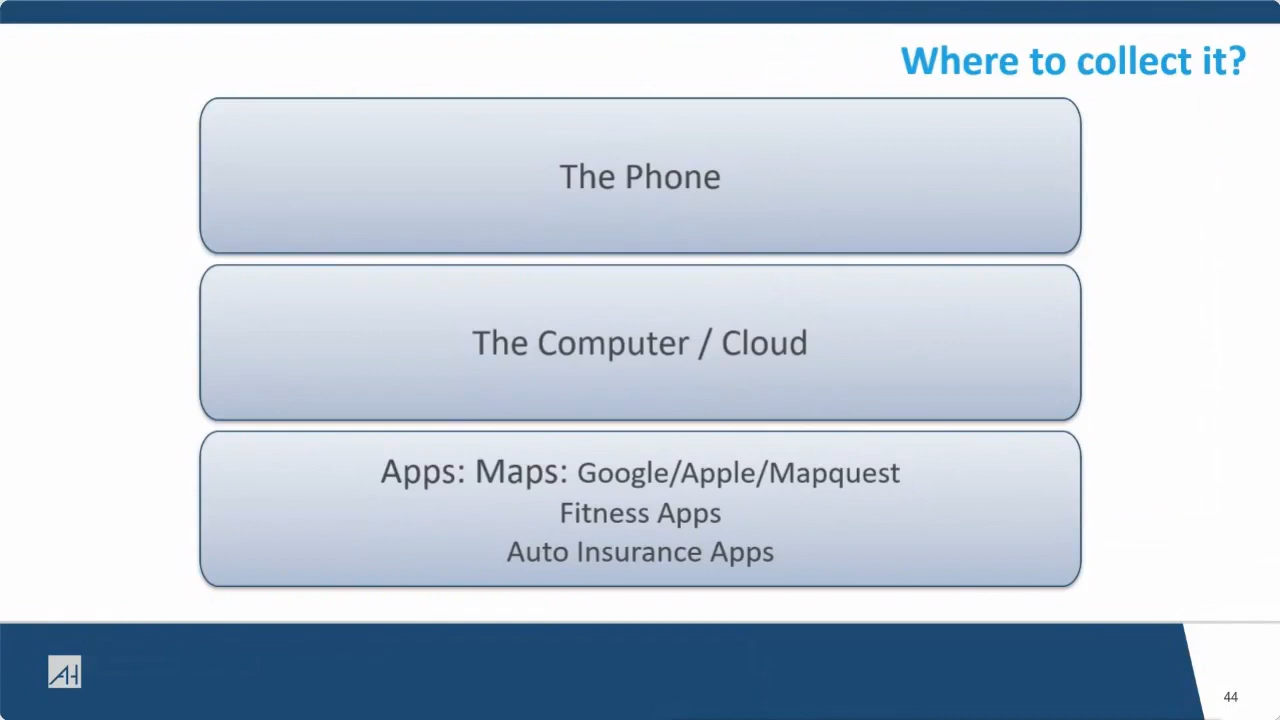 Where to collect it?
The Phone
The Computer / Cloud
Apps: Maps: Google/Apple/Mapquest
Fitness Apps
Auto Insurance Apps
AH
44